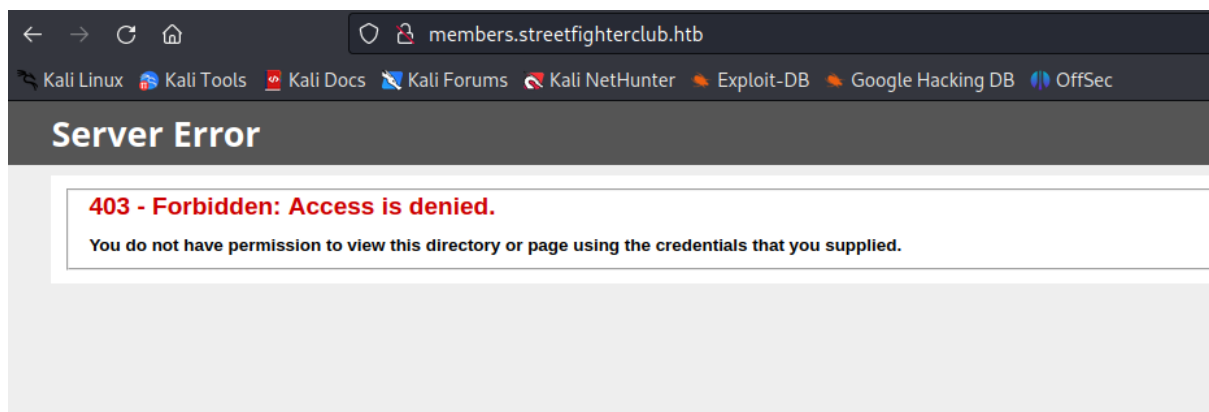 members.streetfighterclub.htb
Kali Linux Kali Tools Kali Docs Kali Forums Kali NetHunter Exploit-DB Google Hacking DB OffSec
Server Error
403 - Forbidden: Access is denied.
You do not have permission to view this directory or page using the credentials that you supplied.